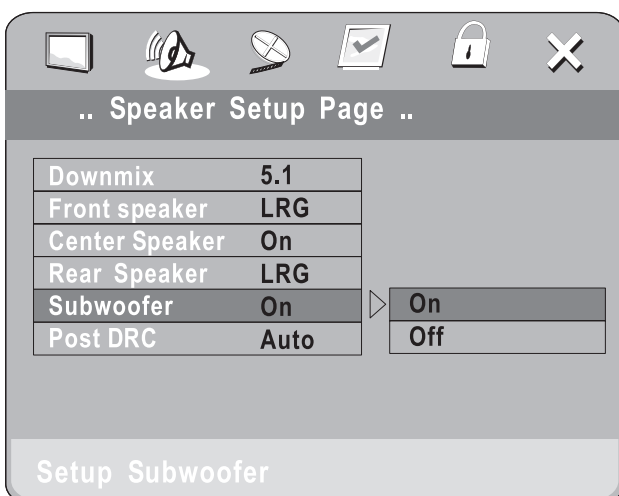 .. Speaker Setup Page ..
Downmix 5.1
Front speaker LRG
Center Speaker On
Rear Speaker LRG
Subwoofer On On
Post DRC Auto Off
Setup Subwoofer